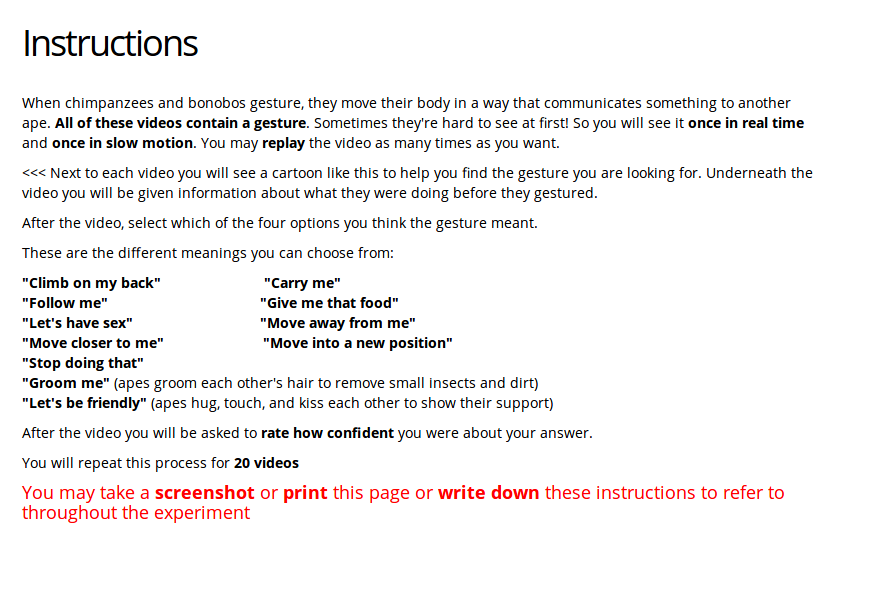 Instructions
When chimpanzees and bonobos gesture, they move their body in a way that communicates something to another
ape. All of these videos contain a gesture. Sometimes they're hard to see at first! So you will see it once in real time
and once in slow motion. You may replay the video as many times as you want.
<<< Next to each video you will see a cartoon like this to help you find the gesture you are looking for. Underneath the
video you will be given information about what they were doing before they gestured.
After the video, select which of the four options you think the gesture meant.
These are the different meanings you can choose from:
"Climb on my back" "Carry me"
"Follow me" "Give me that food"
"Let's have sex" "Move away from me"
"Move closer to me" "Move into a new position"
"Stop doing that"
"Groom me" (apes groom each other's hair to remove small insects and dirt)
"Let's be friendly" (apes hug, touch, and kiss each other to show their support)
After the video you will be asked to rate how confident you were about your answer.
You will repeat this process for 20 videos
You may take a screenshot or print this page or write down these instructions to refer to
throughout the experiment